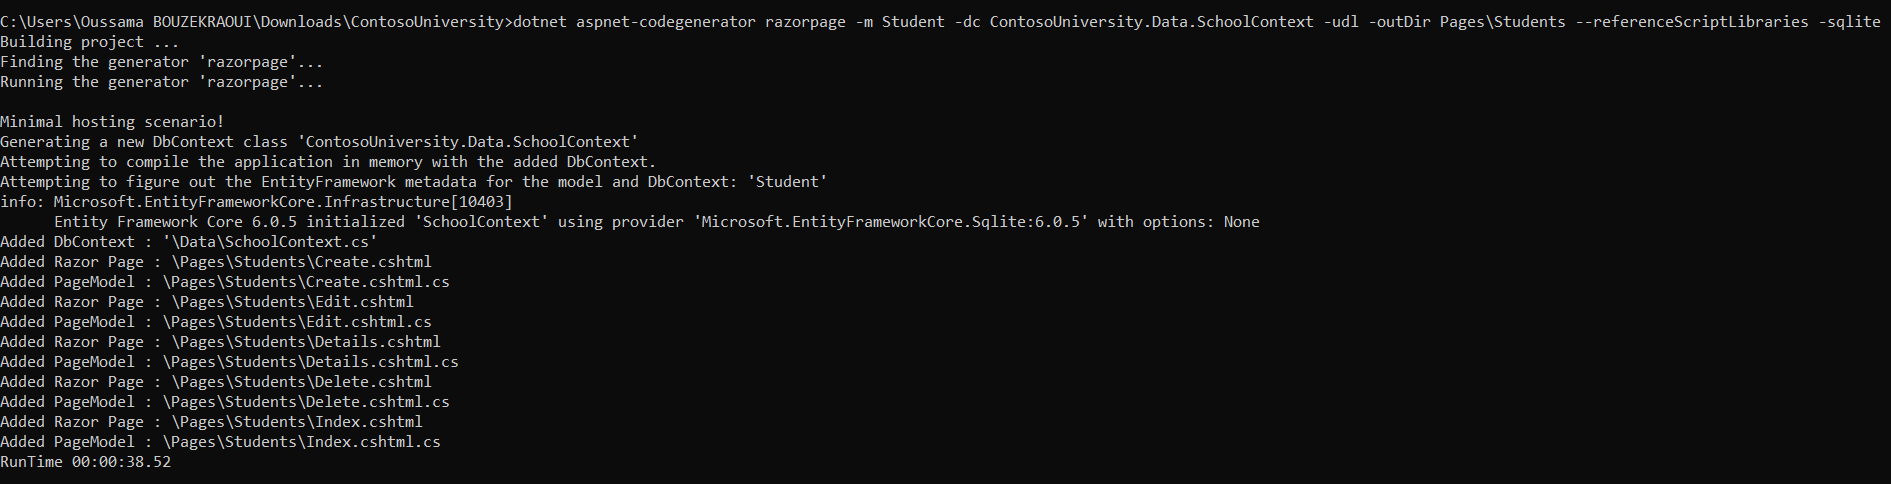 C:\Users\Oussama BOUZEKRAOUI\Downloads\ContosoUniversity>dotnet aspnet-codegenerator razorpage -m Student -dc ContosoUniversity.Data.SchoolContext -udl -outDir Pages\Students --referenceScriptLibraries -sqlite
Building project ...
Finding the generator 'razorpage'...
Running the generator 'razorpage'...
Minimal hosting scenario!
Generating a new DbContext class 'ContosoUniversity.Data.SchoolContext'
Attempting to compile the application in memory with the added DbContext.
Attempting to figure out the EntityFramework metadata for the model and DbContext: 'Student'
info: Microsoft.EntityFrameworkCore.Infrastructure[10403]
      Entity Framework Core 6.0.5 initialized 'SchoolContext' using provider 'Microsoft.EntityFrameworkCore.Sqlite:6.0.5' with options: None
Added DbContext : '\Data\SchoolContext.cs'
Added Razor Page : \Pages\Students\Create.cshtml
Added PageModel : \Pages\Students\Create.cshtml.cs
Added Razor Page : \Pages\Students\Edit.cshtml
Added PageModel : \Pages\Students\Edit.cshtml.cs
Added Razor Page : \Pages\Students\Details.cshtml
Added PageModel : \Pages\Students\Details.cshtml.cs
Added Razor Page : \Pages\Students\Delete.cshtml
Added PageModel : \Pages\Students\Delete.cshtml.cs
Added Razor Page : \Pages\Students\Index.cshtml
Added PageModel : \Pages\Students\Index.cshtml.cs
RunTime 00:00:38.52